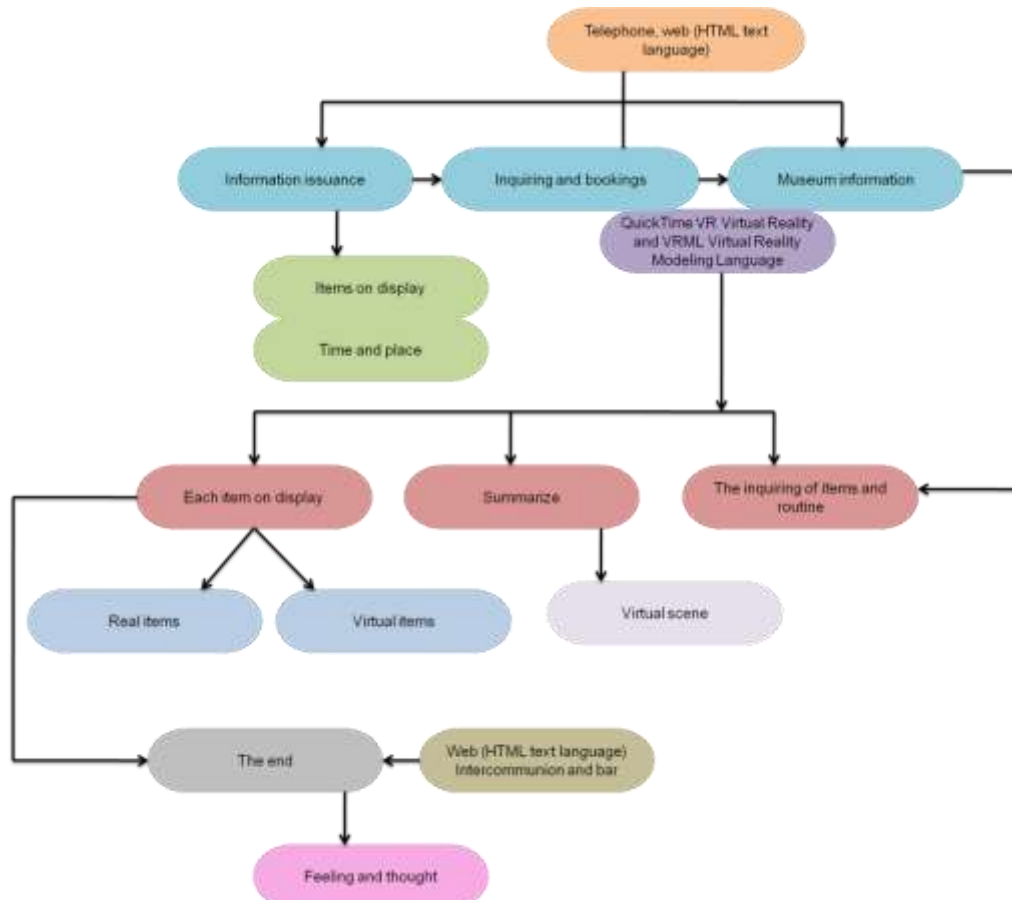 Telephone, web (HTML text
language)
Information issuance
Inquiring and bookings
Museum information
QuickTime VR Virtual Reality
and VRML Virtual Reality
Modeling Language
Items on display
Time and place
Each item on display
Summarize
The inquiring of items and
routine
Real items
Virtual items
Virtual scene
The end
Web (HTML text language)
Intercommunion and bar
Feeling and thought